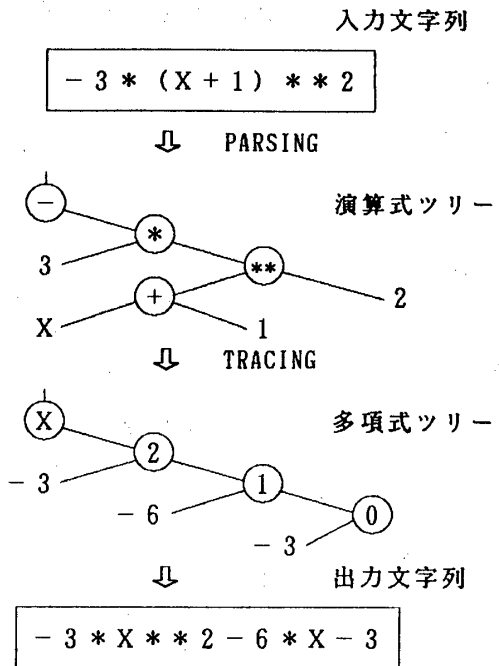 入力文字列
－3＊(X＋1)＊＊2
⇩ PARSING
－ 演算式ツリー
＊
3 ＊＊
＋ 2
X 1
⇩ TRACING
X 多項式ツリー
2
－3 1
－6 0
－3
⇩ 出力文字列
－3＊X＊＊2－6＊X－3